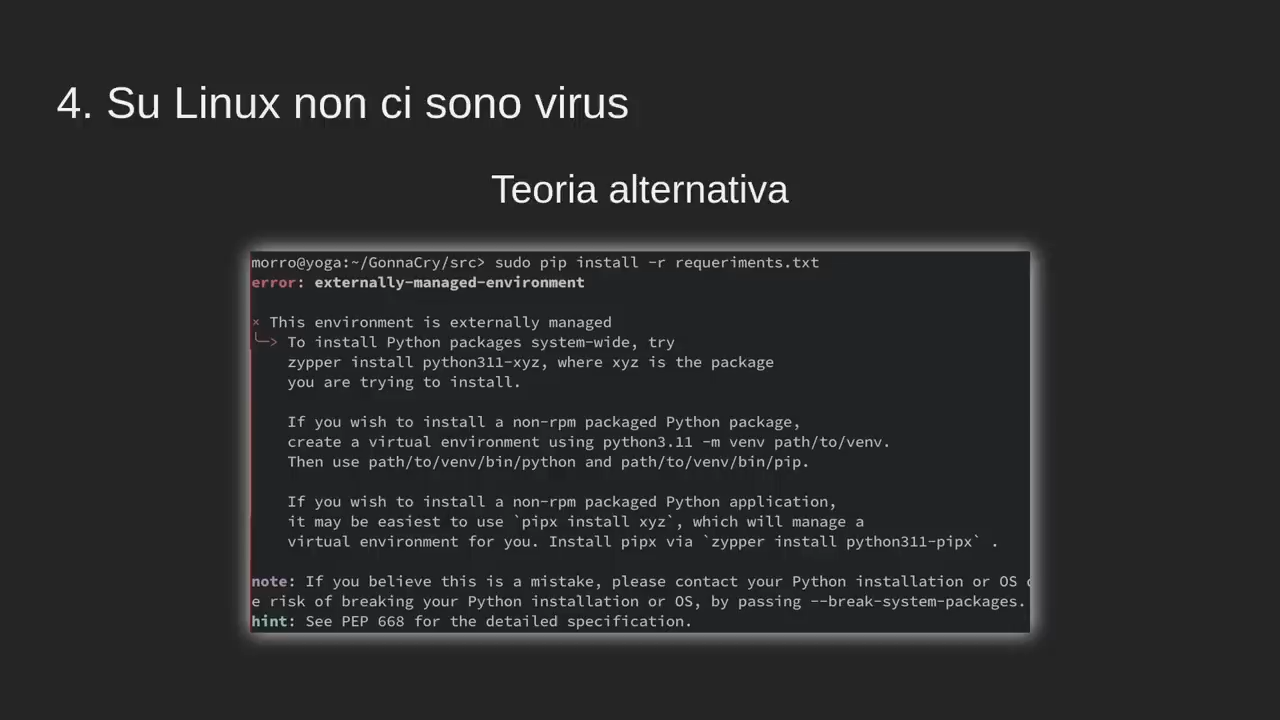 4. Su Linux non ci sono virus
Teoria alternativa
morro@yoga:~/GonnaCry/src> sudo pip install -r requeriments.txt
error: externally-managed-environment
× This environment is externally managed
╰─> To install Python packages system-wide, try
zypper install python311-xyz, where xyz is the package
you are trying to install.
If you wish to install a non-rpm packaged Python package,
create a virtual environment using python3.11 -m venv path/to/venv.
Then use path/to/venv/bin/python and path/to/venv/bin/pip.
If you wish to install a non-rpm packaged Python application,
it may be easiest to use `pipx install xyz`, which will manage a
virtual environment for you. Install pipx via `zypper install python311-pipx` .
note: If you believe this is a mistake, please contact your Python installation or OS
e risk of breaking your Python installation or OS, by passing --break-system-packages.
hint: See PEP 668 for the detailed specification.